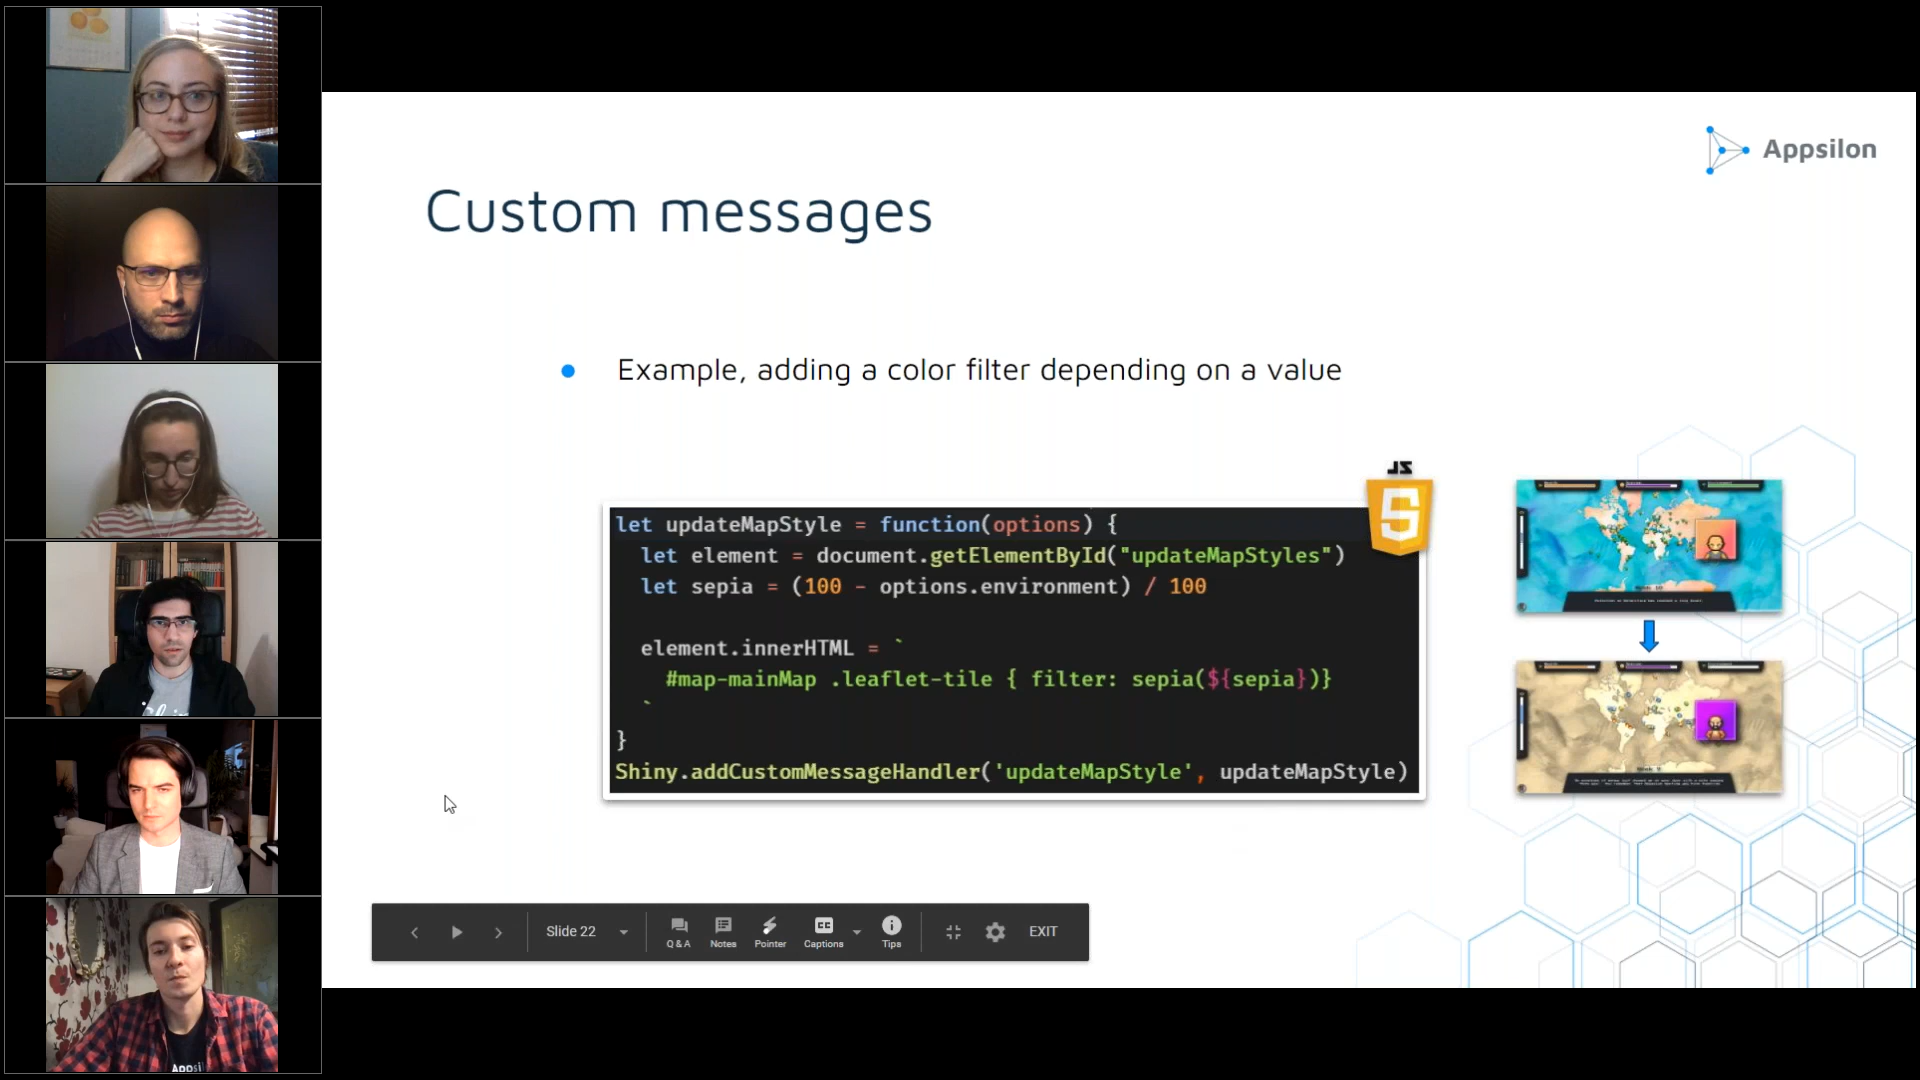 Appsilon
Custom messages
Example, adding a color filter depending on a value
JS
let updateMapStyle = function(options) {
let element = document.getElementById("updateMapStyles")
let sepia = (100 - options.environment) / 100
element.innerHTML = `
#map-mainMap .leaflet-tile { filter: sepia(${sepia})}
`
}
Shiny.addCustomMessageHandler('updateMapStyle', updateMapStyle)
Slide 22
Q & A
Notes
Pointer
CC
Captions
Tips
EXIT